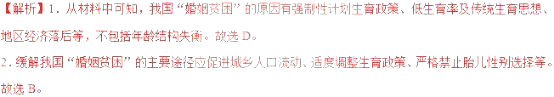 【解析】1．从材料中可知，我国“婚姻贫困”的原因有强制性计划生育政策、低生育率及传统生育思想、
地区经济落后等，不包括年龄结构失衡。故选 D。
2．缓解我国“婚姻贫困”的主要途径应促进城乡人口流动、适度调整生育政策、严格禁止胎儿性别选择等。
故选 B。